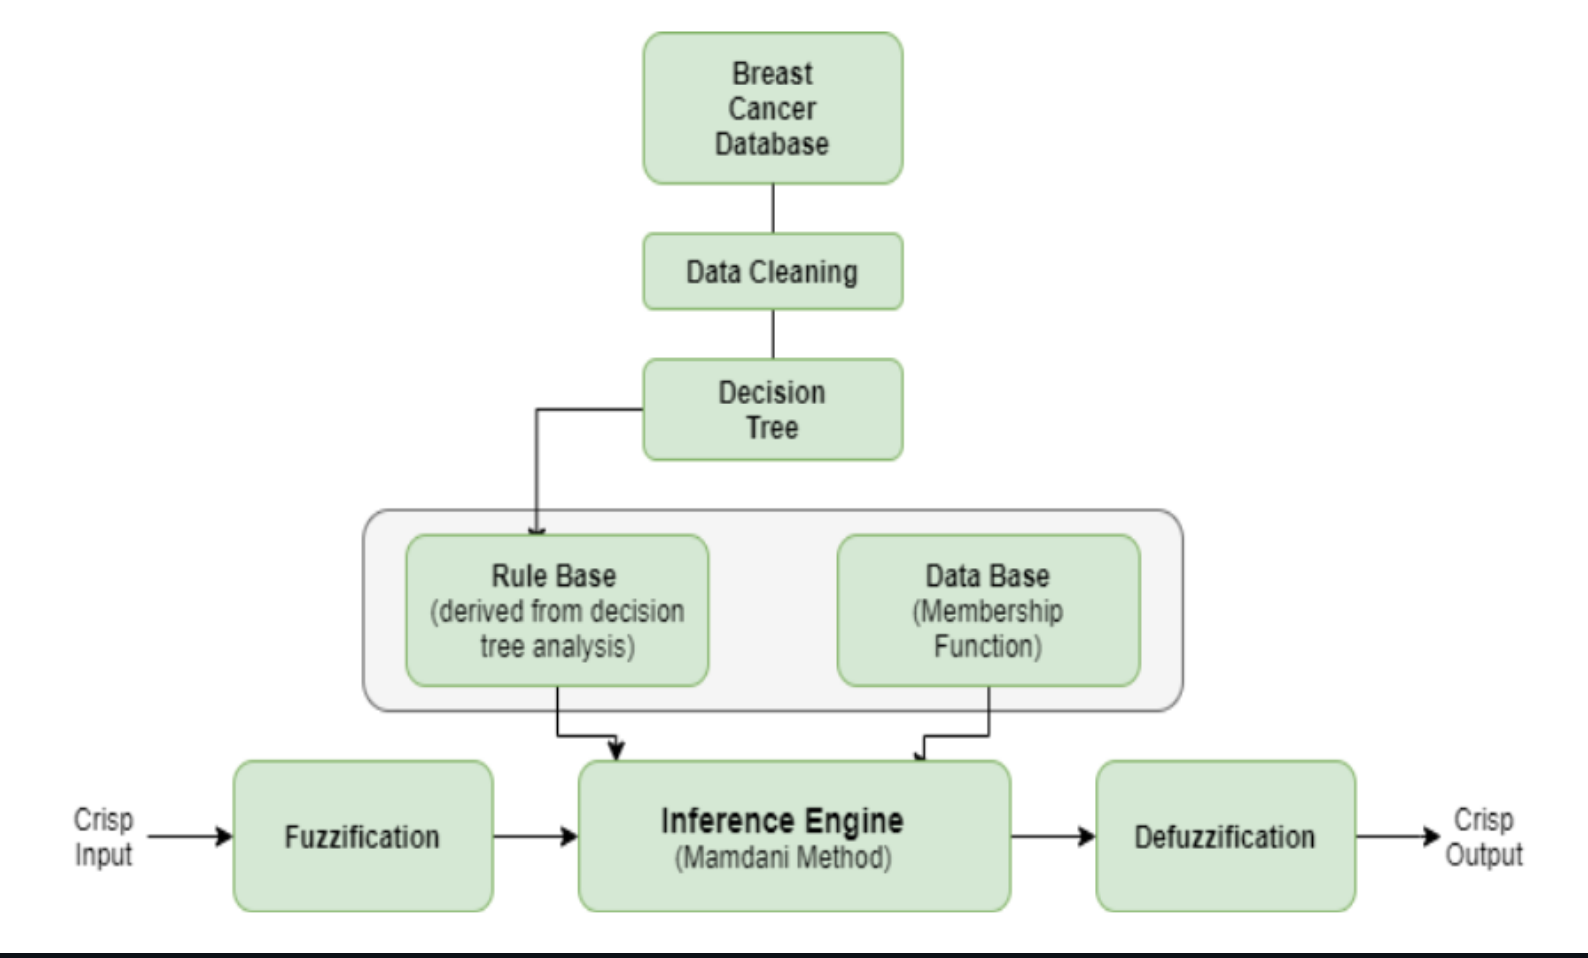 Breast
Cancer
Database
Data Cleaning
Decision
Tree
Rule Base
(derived from decision
tree analysis)
Data Base
(Membership
Function)
Crisp
Input
Fuzzification
Inference Engine
(Mamdani Method)
Defuzzification
Crisp
Output